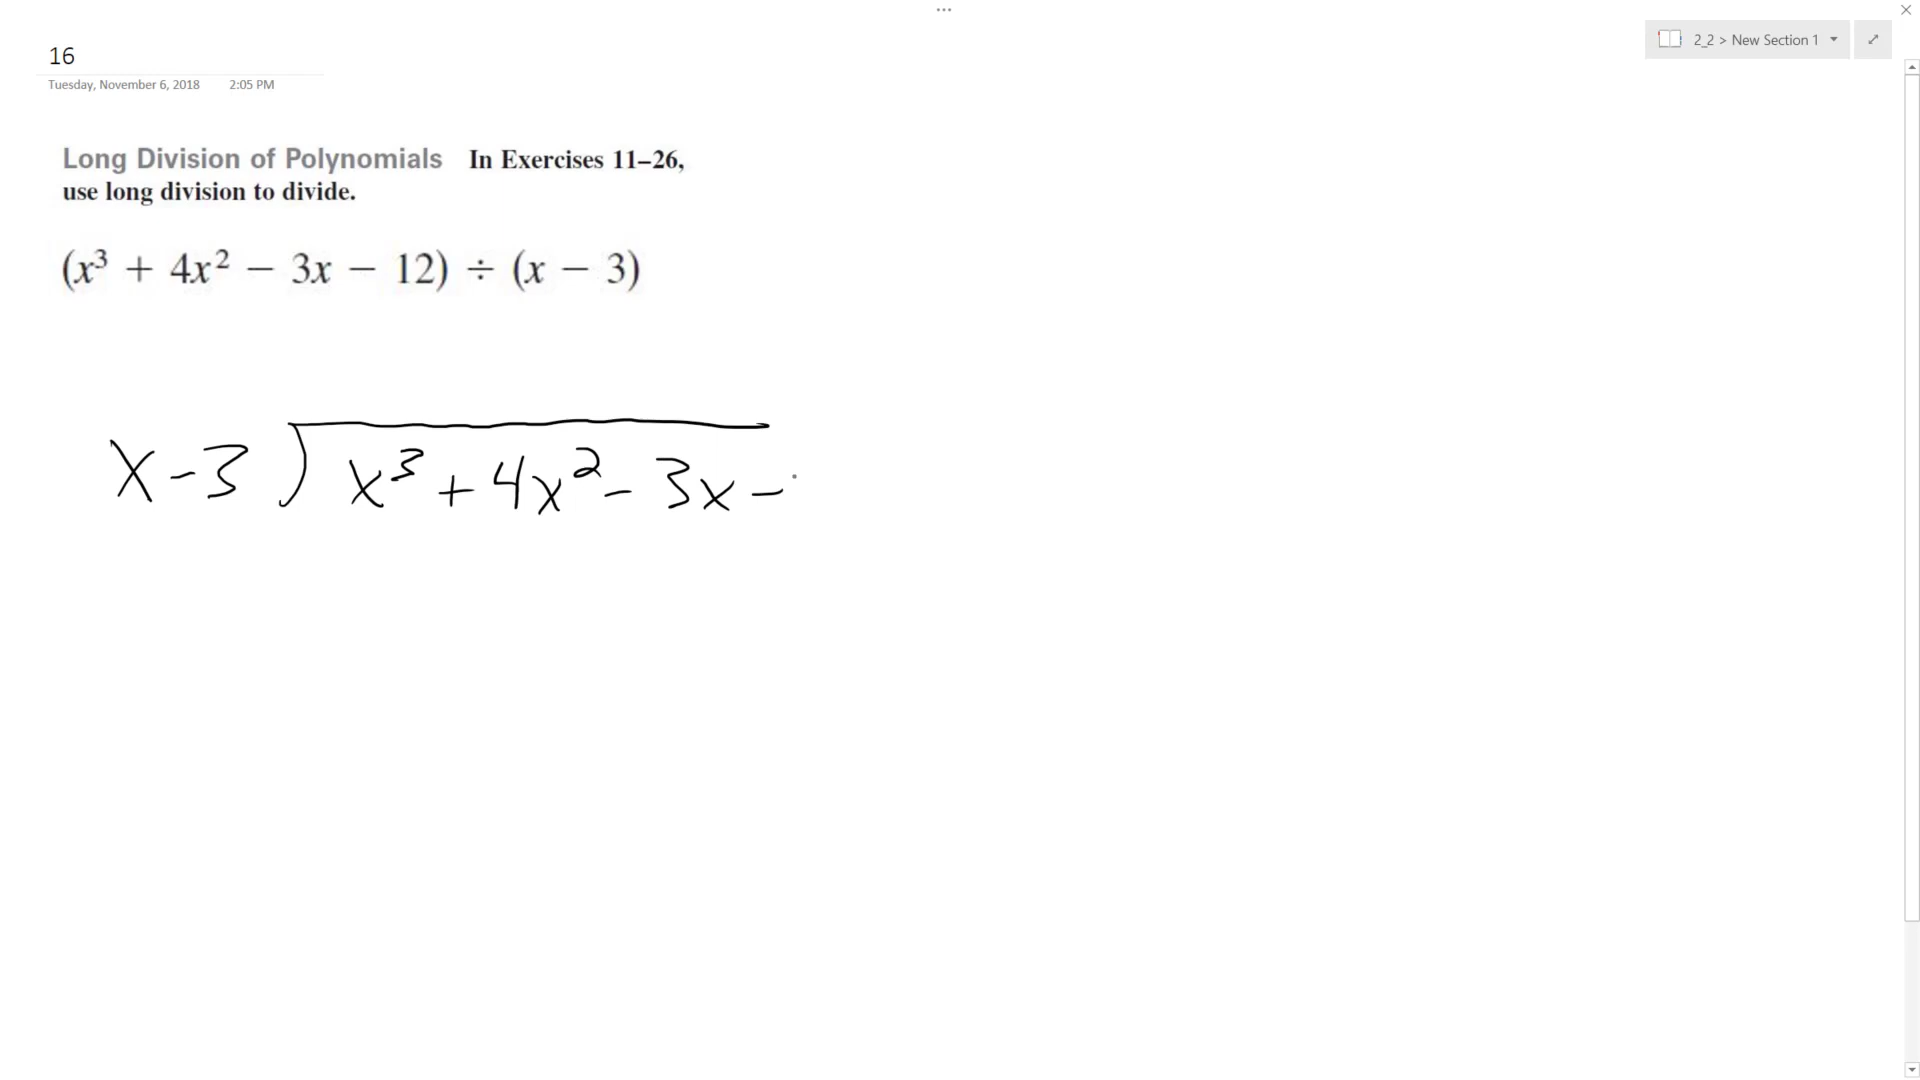 ...
2_2 > New Section 1
16
Tuesday, November 6, 2018 2:05 PM
Long Division of Polynomials In Exercises 11–26,
use long division to divide.
(x³ + 4x² − 3x − 12) ÷ (x − 3)
x - 3 ) x³ + 4x² - 3x -